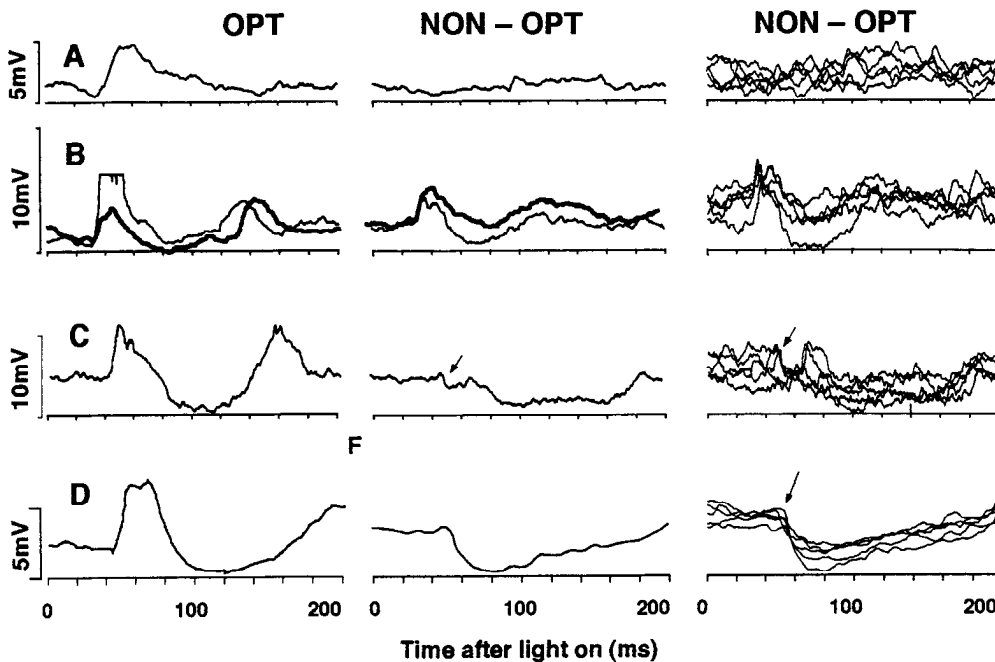 OPT NON – OPT NON – OPT
A
5mV
B
10mV
C
10mV
F
D
5mV
0 100 200 0 100 200 0 100 200
Time after light on (ms)